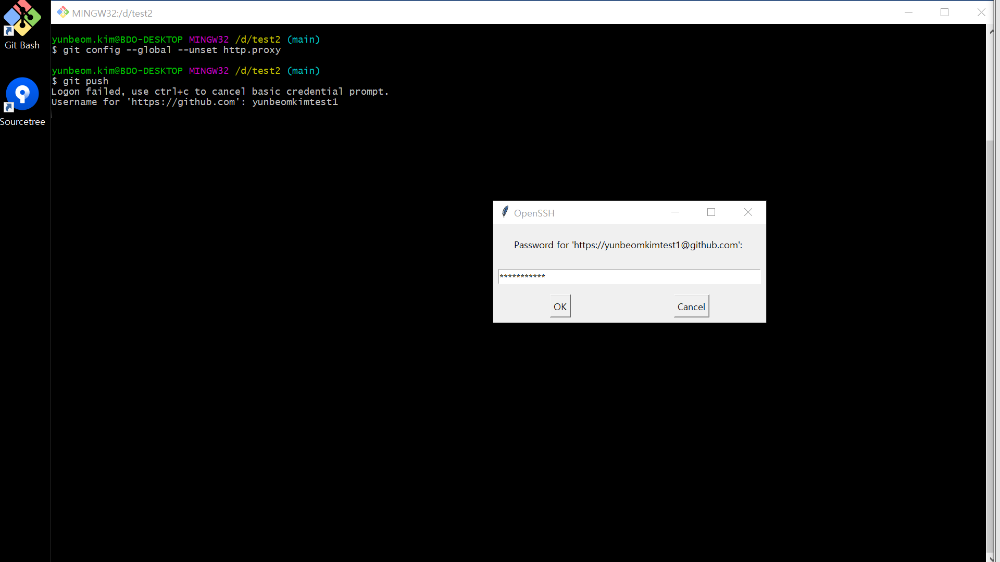 Git Bash
Sourcetree
MINGW32:/d/test2
yunbeom.kim@BDO-DESKTOP MINGW32 /d/test2 (main)
$ git config --global --unset http.proxy
yunbeom.kim@BDO-DESKTOP MINGW32 /d/test2 (main)
$ git push
Logon failed, use ctrl+c to cancel basic credential prompt.
Username for 'https://github.com': yunbeomkimtest1
OpenSSH
Password for 'https://yunbeomkimtest1@github.com':
***********
OK
Cancel